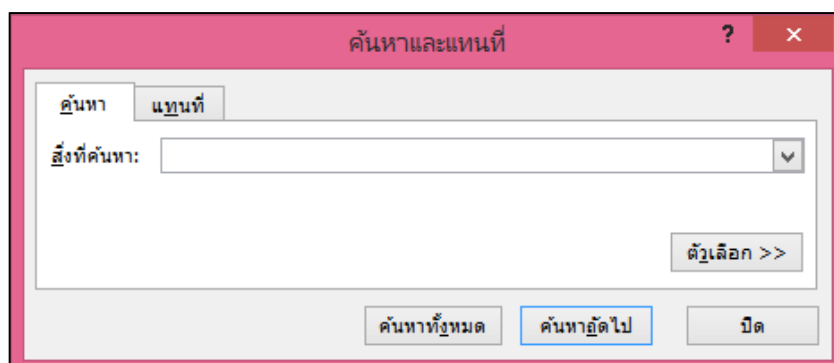 ค้นหาและแทนที่ ? ×
ค้นหา แทนที่
สิ่งที่ค้นหา:
ตัวเลือก >>
ค้นหาทั้งหมด ค้นหาถัดไป ปิด